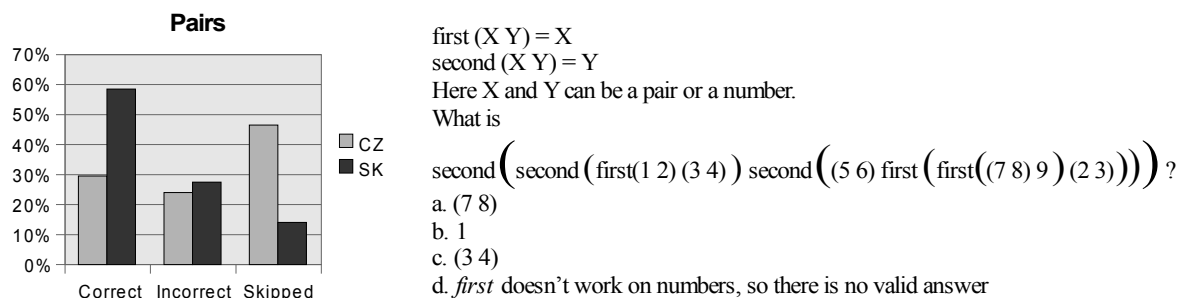 Pairs
70%
60%
50%
40%
30%
20%
10%
0%
Correct Incorrect Skipped
CZ
SK
first (X Y) = X
second (X Y) = Y
Here X and Y can be a pair or a number.
What is
second(second(first(1 2) (3 4)) second((5 6) first(first((7 8) 9) (2 3)))) ?
a. (7 8)
b. 1
c. (3 4)
d. first doesn’t work on numbers, so there is no valid answer